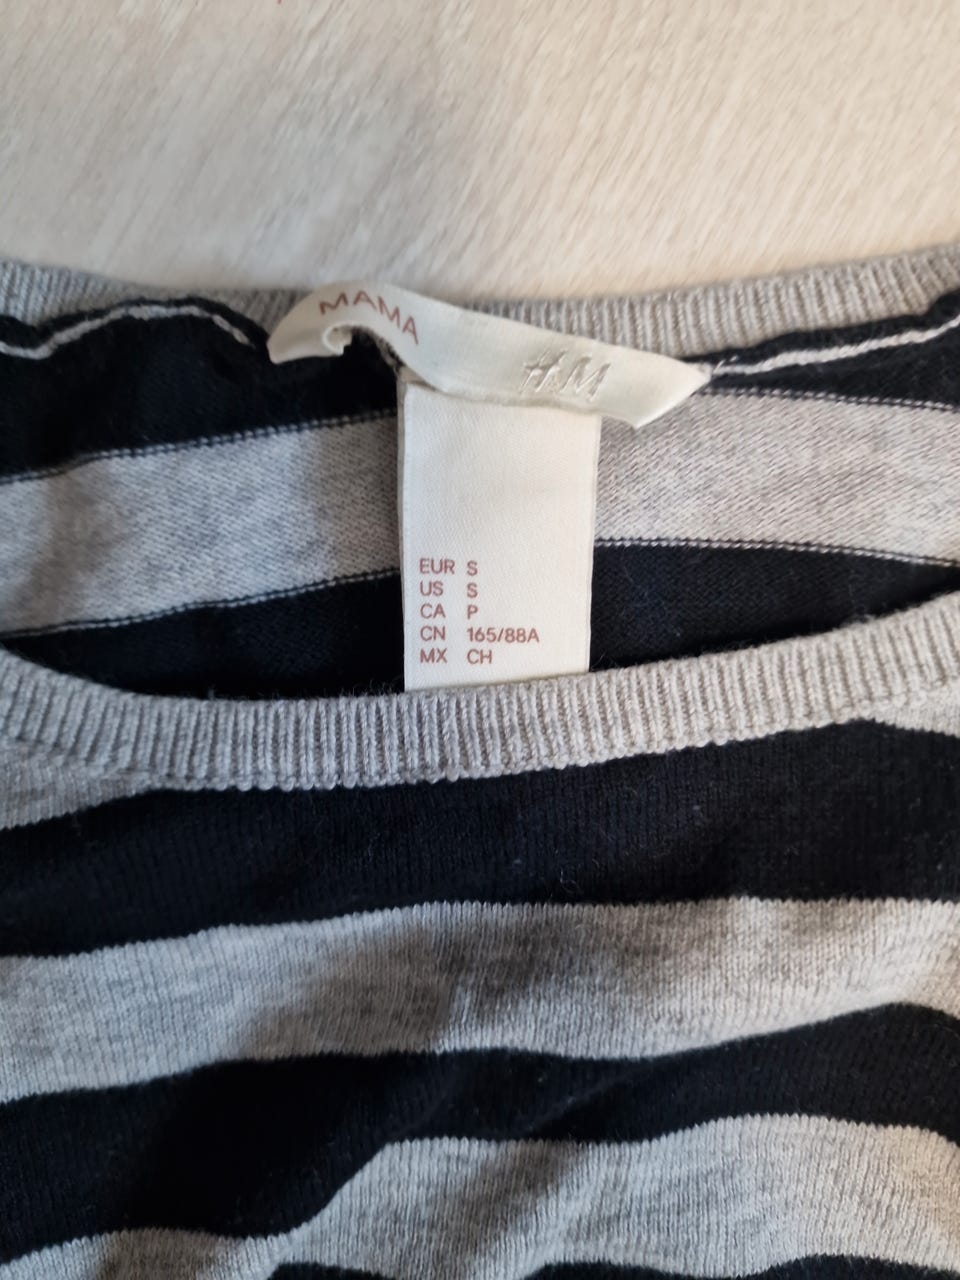 MAMA
H&M
EUR S
US S
CA P
CN 165/88A
MX CH